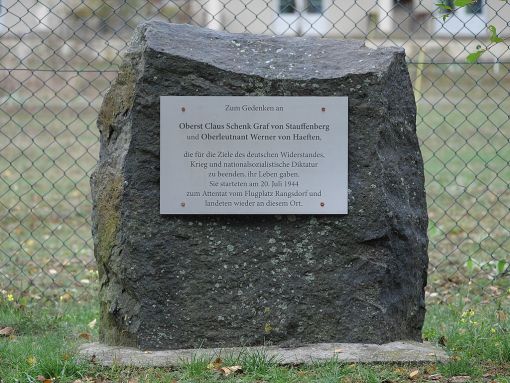 Zum Gedenken an
Oberst Claus Schenk Graf von Stauffenberg
und Oberleutnant Werner von Haeften,
die für die Ziele des deutschen Widerstandes,
Krieg und nationalsozialistische Diktatur
zu beenden, ihr Leben gaben.
Sie starteten am 20. Juli 1944
zum Attentat vom Flugplatz Rangsdorf und
landeten wieder an diesem Ort.